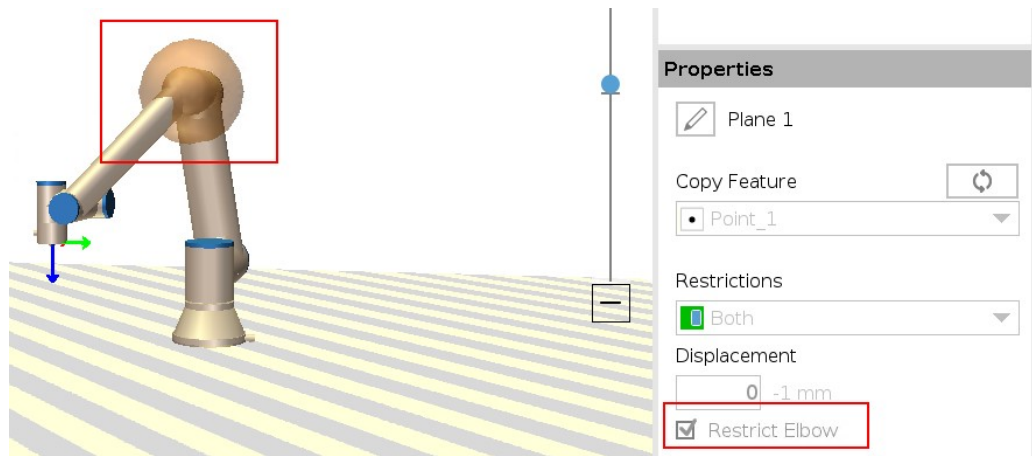 Properties
Plane 1
Copy Feature
Point_1
Restrictions
Both
Displacement
0 -1 mm
Restrict Elbow